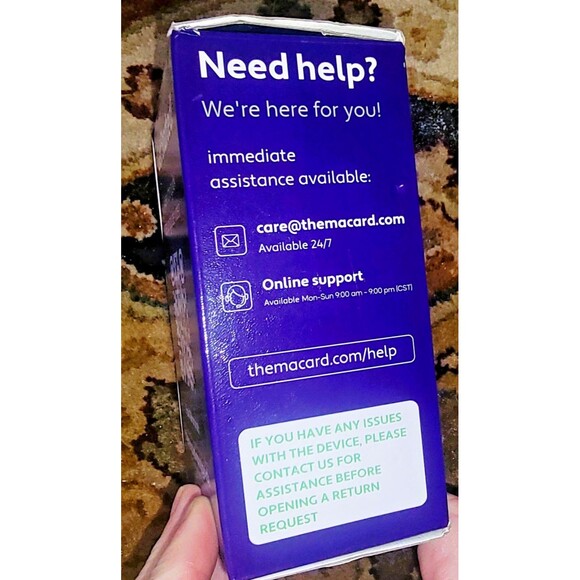 Need help?
We're here for you!
immediate
assistance available:
care@themacard.com
Available 24/7
Online support
Available Mon-Sun 9:00 am - 9:00 pm (CST)
themacard.com/help
IF YOU HAVE ANY ISSUES
WITH THE DEVICE, PLEASE
CONTACT US FOR
ASSISTANCE BEFORE
OPENING A RETURN
REQUEST